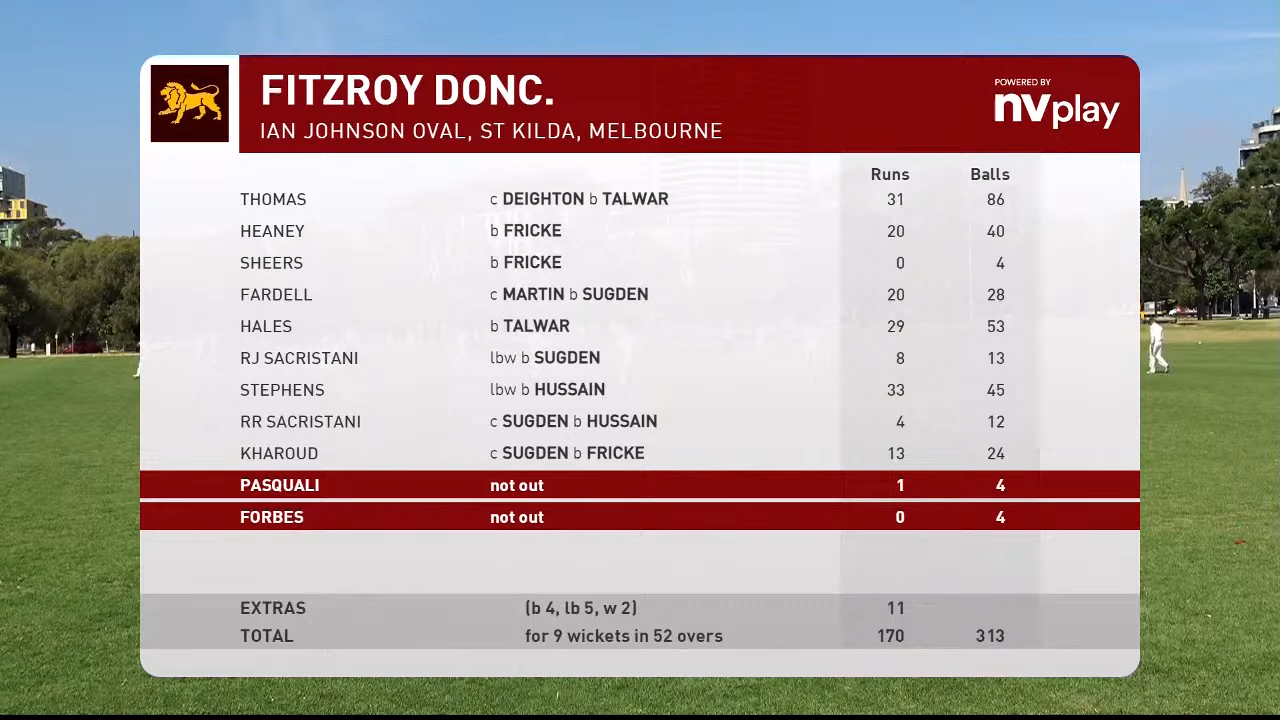 FITZROY DONC.
IAN JOHNSON OVAL, ST KILDA, MELBOURNE
POWERED BY
nvplay
Runs Balls
THOMAS c DEIGHTON b TALWAR 31 86
HEANEY b FRICKE 20 40
SHEERS b FRICKE 0 4
FARDELL c MARTIN b SUGDEN 20 28
HALES b TALWAR 29 53
RJ SACRISTANI lbw b SUGDEN 8 13
STEPHENS lbw b HUSSAIN 33 45
RR SACRISTANI c SUGDEN b HUSSAIN 4 12
KHAROUD c SUGDEN b FRICKE 13 24
PASQUALI not out 1 4
FORBES not out 0 4
EXTRAS (b 4, lb 5, w 2) 11
TOTAL for 9 wickets in 52 overs 170 313